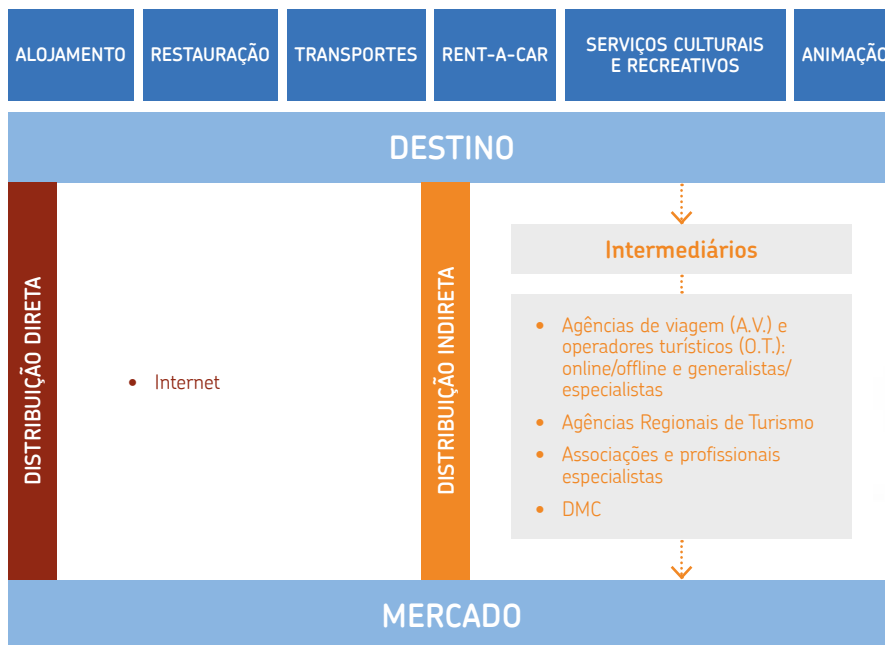 ALOJAMENTO
RESTAURAÇÃO
TRANSPORTES
RENT-A-CAR
SERVIÇOS CULTURAIS
E RECREATIVOS
ANIMAÇÃO
DESTINO
DISTRIBUIÇÃO DIRETA
• Internet
DISTRIBUIÇÃO INDIRETA
Intermediários
• Agências de viagem (A.V.) e
operadores turísticos (O.T.):
online/offline e generalistas/
especialistas
• Agências Regionais de Turismo
• Associações e profissionais
especialistas
• DMC
MERCADO